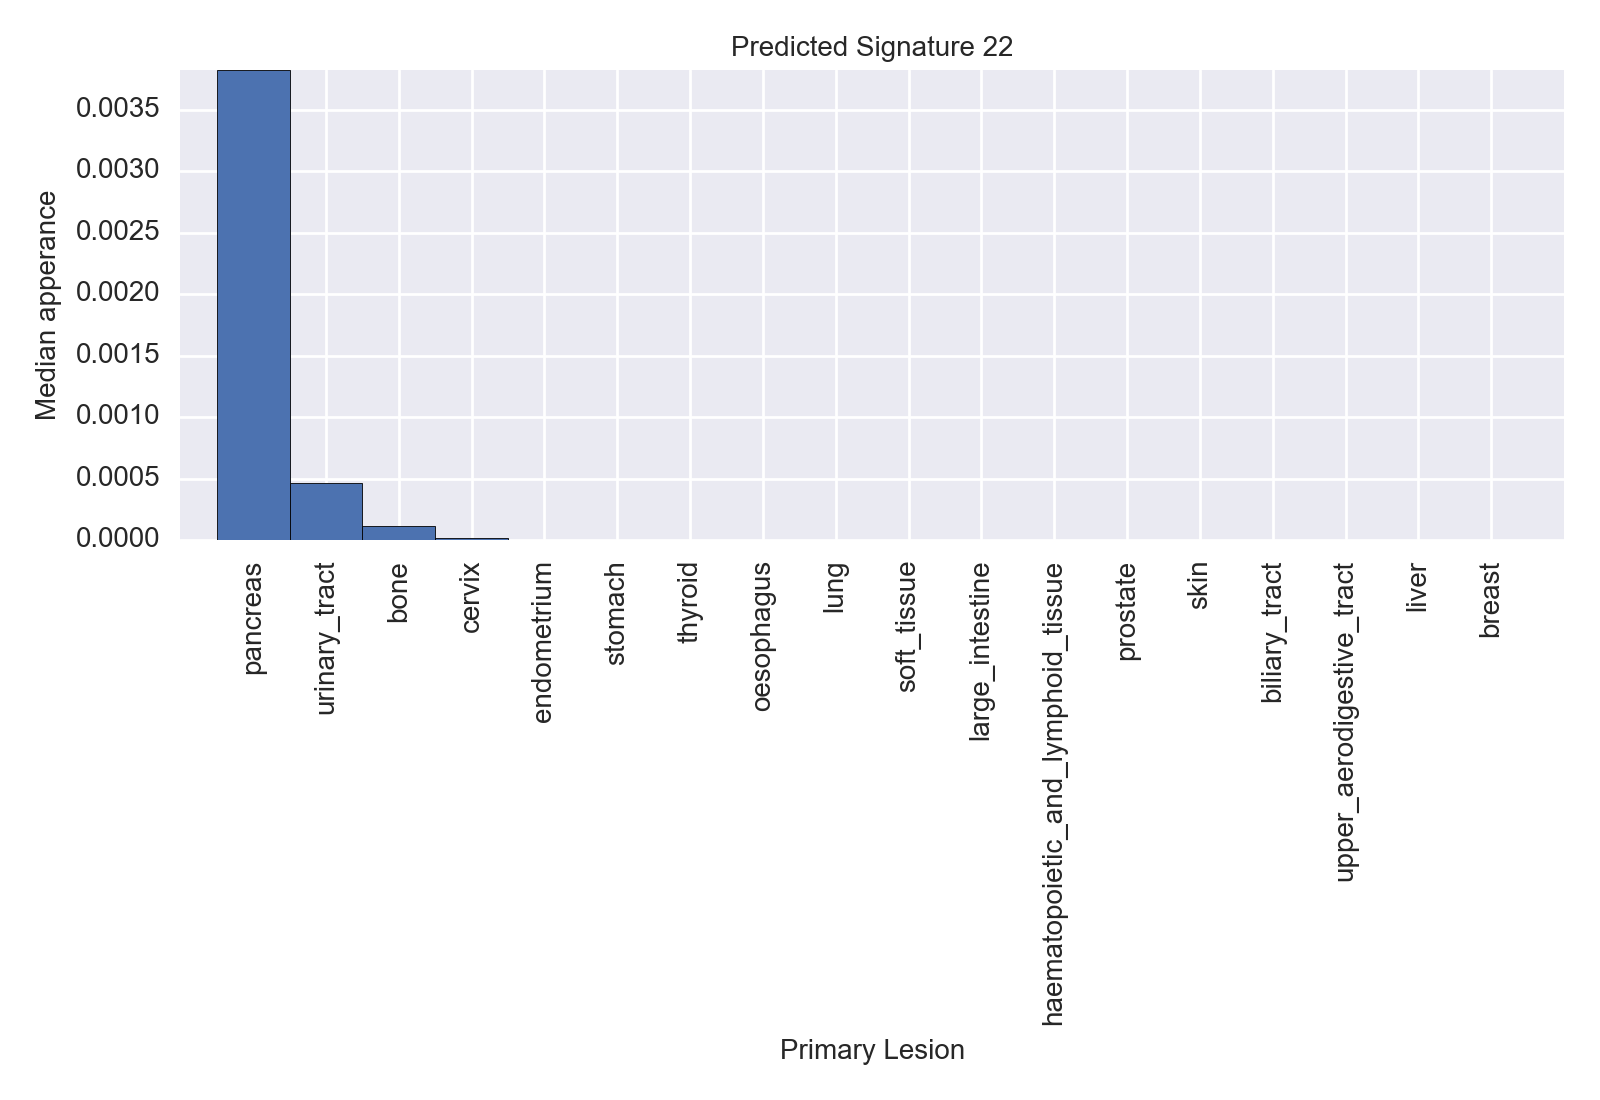 Predicted Signature 22
0.0035
0.0030
0.0025
0.0020
0.0015
0.0010
0.0005
0.0000
Median apperance
pancreas
urinary_tract
bone
cervix
endometrium
stomach
thyroid
oesophagus
lung
soft_tissue
large_intestine
haematopoietic_and_lymphoid_tissue
prostate
skin
biliary_tract
upper_aerodigestive_tract
liver
breast
Primary Lesion